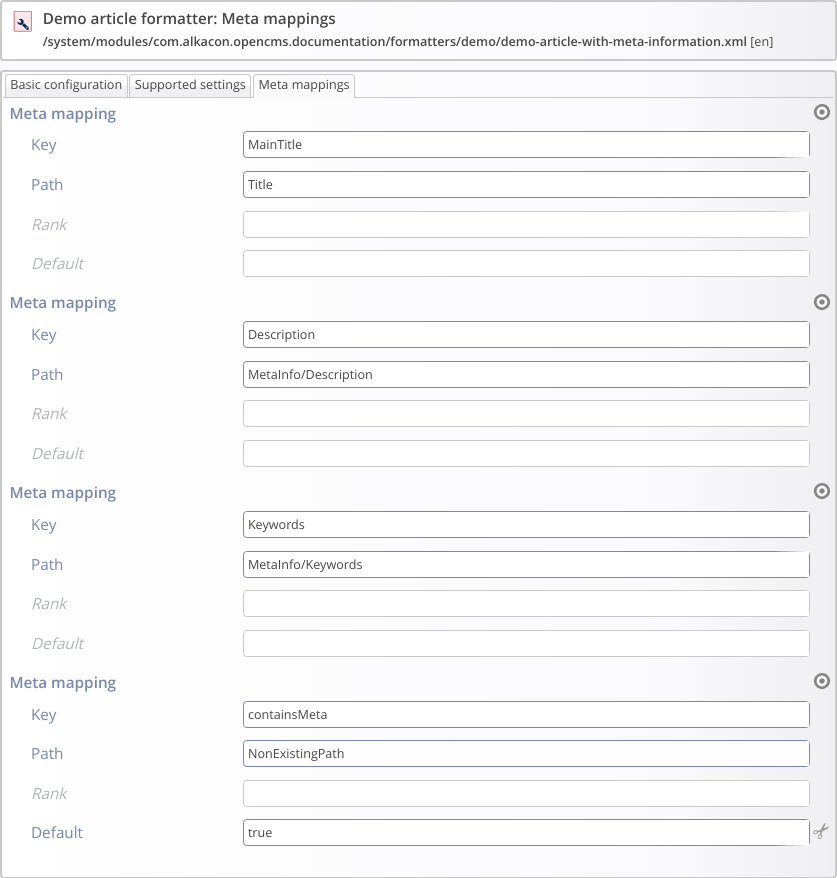 Demo article formatter: Meta mappings
/system/modules/com.alkacon.opencms.documentation/formatters/demo/demo-article-with-meta-information.xml [en]
Basic configuration Supported settings Meta mappings
Meta mapping
Key MainTitle
Path Title
Rank
Default
Meta mapping
Key Description
Path MetaInfo/Description
Rank
Default
Meta mapping
Key Keywords
Path MetaInfo/Keywords
Rank
Default
Meta mapping
Key containsMeta
Path NonExistingPath
Rank
Default true